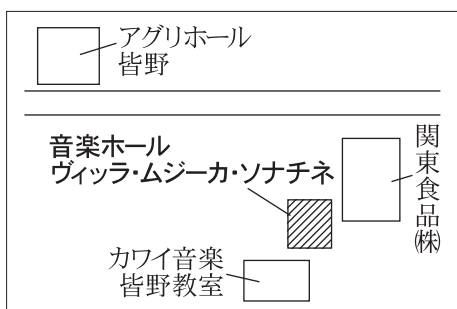 アグリホール
皆野
音楽ホール
ヴィッラ・ムジーカ・ソナチネ
関東食品㈱
カワイ音楽
皆野教室